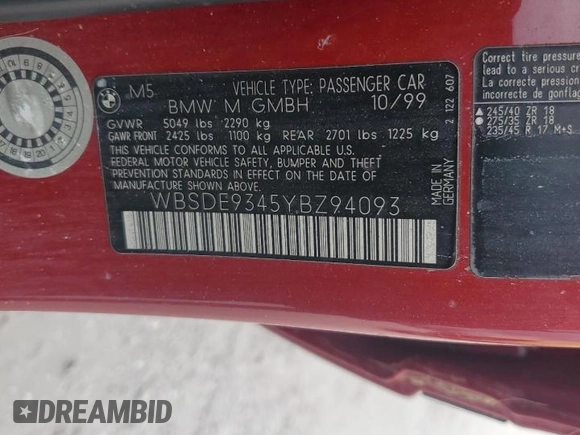 M5 VEHICLE TYPE: PASSENGER CAR
BMW M GMBH 10/99
GVWR 5049 lbs 2290 kg
GAWR FRONT 2425 lbs 1100 kg REAR 2701 lbs 1225 kg
THIS VEHICLE CONFORMS TO ALL APPLICABLE U.S.
FEDERAL MOTOR VEHICLE SAFETY, BUMPER AND THEFT
PREVENTION STANDARDS IN EFFECT ON THE DATE OF
MANUFACTURE SHOWN ABOVE.
WBSDE9345YBZ94093
MADE IN
GERMANY
2 122 607
Correct tire pressure
lead to a serious cras
La correction pression
incorrecte de gonflag
245/40 ZR 18
275/35 ZR 18
235/45 R 17 M+S
DREAMBID